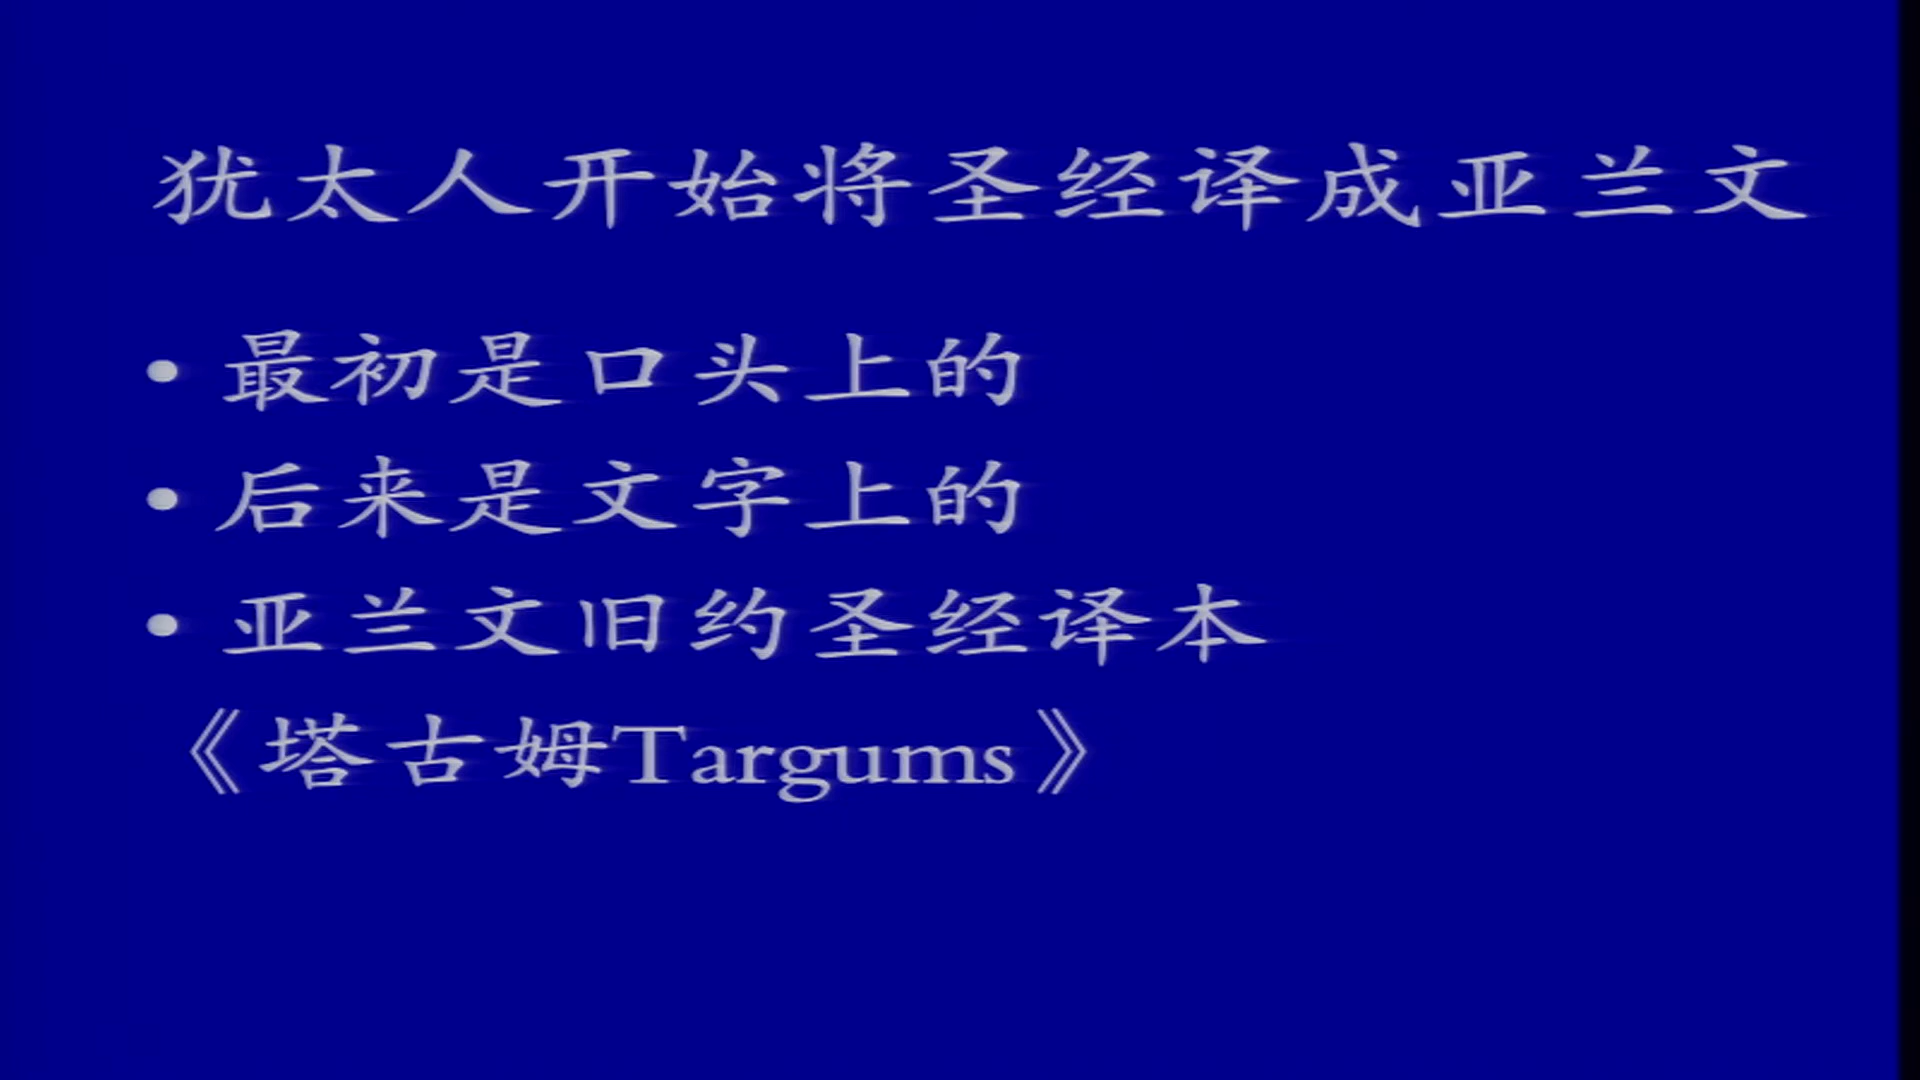 犹太人开始将圣经译成亚兰文
• 最初是口头上的
• 后来是文字上的
• 亚兰文旧约圣经译本
《塔古姆Targums》